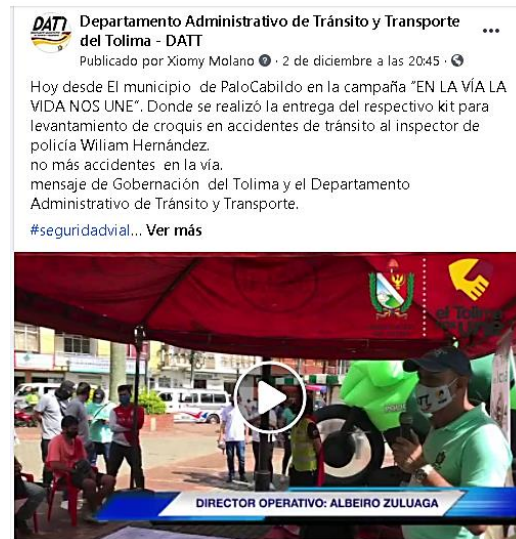 DATT
Departamento Administrativo de Tránsito y Transporte
del Tolima - DATT
Publicado por Xiomy Molano · 2 de diciembre a las 20:45 ·
Hoy desde El municipio de PaloCabildo en la campaña “EN LA VÍA LA
VIDA NOS UNE”. Donde se realizó la entrega del respectivo kit para
levantamiento de croquis en accidentes de tránsito al inspector de
policía Wiliam Hernández.
no más accidentes en la vía.
mensaje de Gobernación del Tolima y el Departamento
Administrativo de Tránsito y Transporte.
#seguridadvial... Ver más
el Tolima
nos UNE
DIRECTOR OPERATIVO: ALBEIRO ZULUAGA